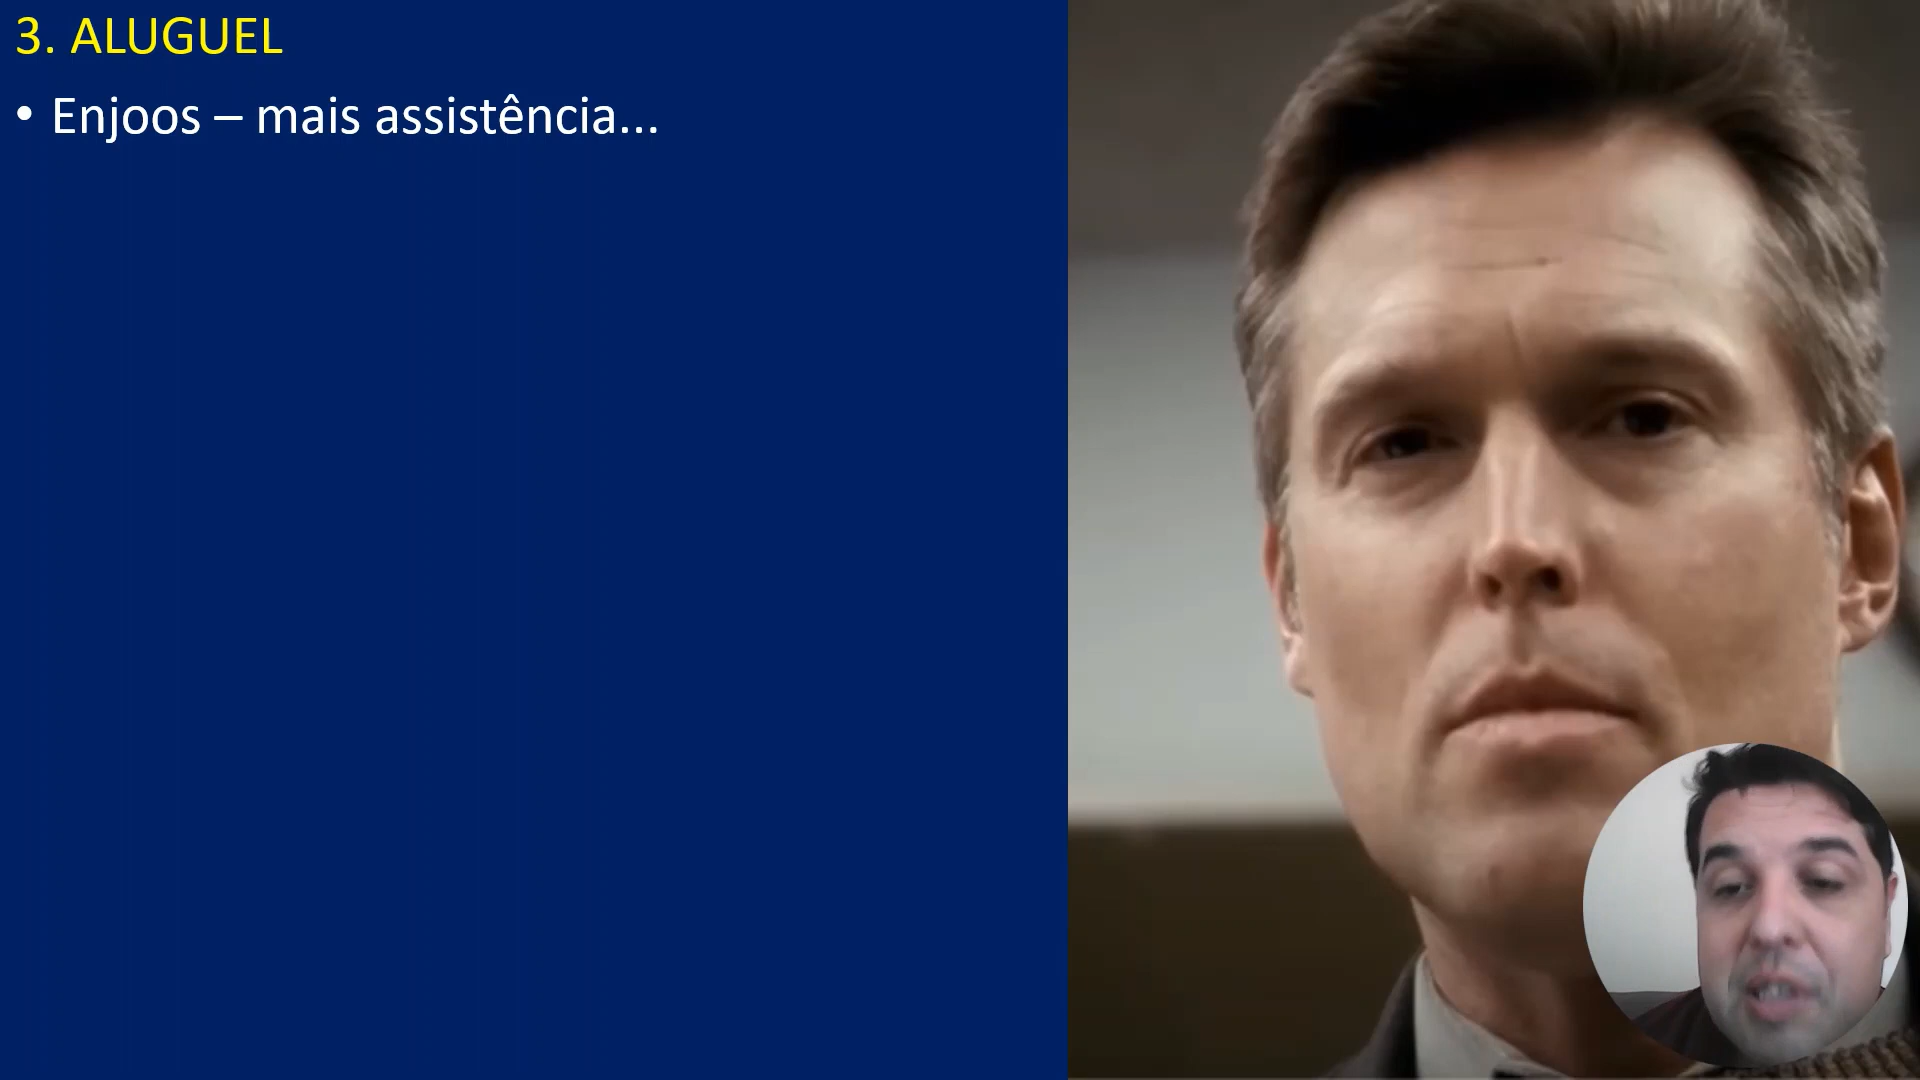 3. ALUGUEL
• Enjoos – mais assistência...